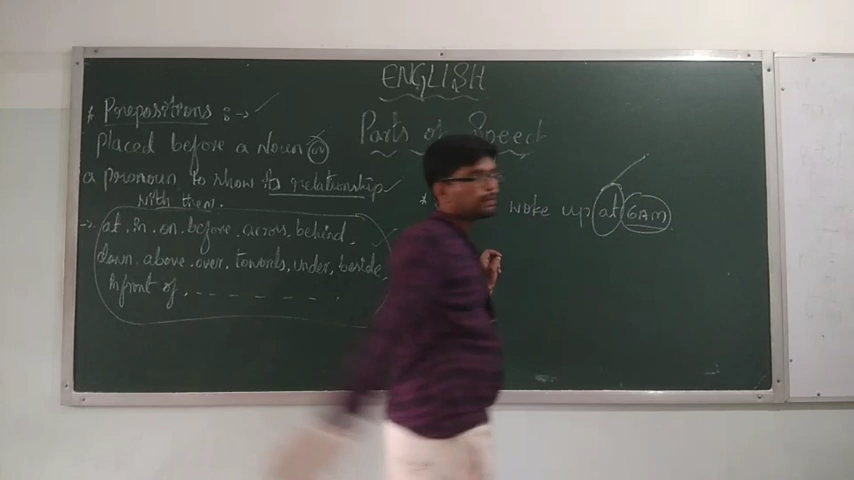 ENGLISH
Parts of Speech
* Prepositions :->
Placed before a Noun (or)
a pronoun to show its relationship
with them.
-> at, in, on, before, across, behind,
down, above, over, towards, under, beside,
infront of, - - - - - - - .
* woke up at 6AM.